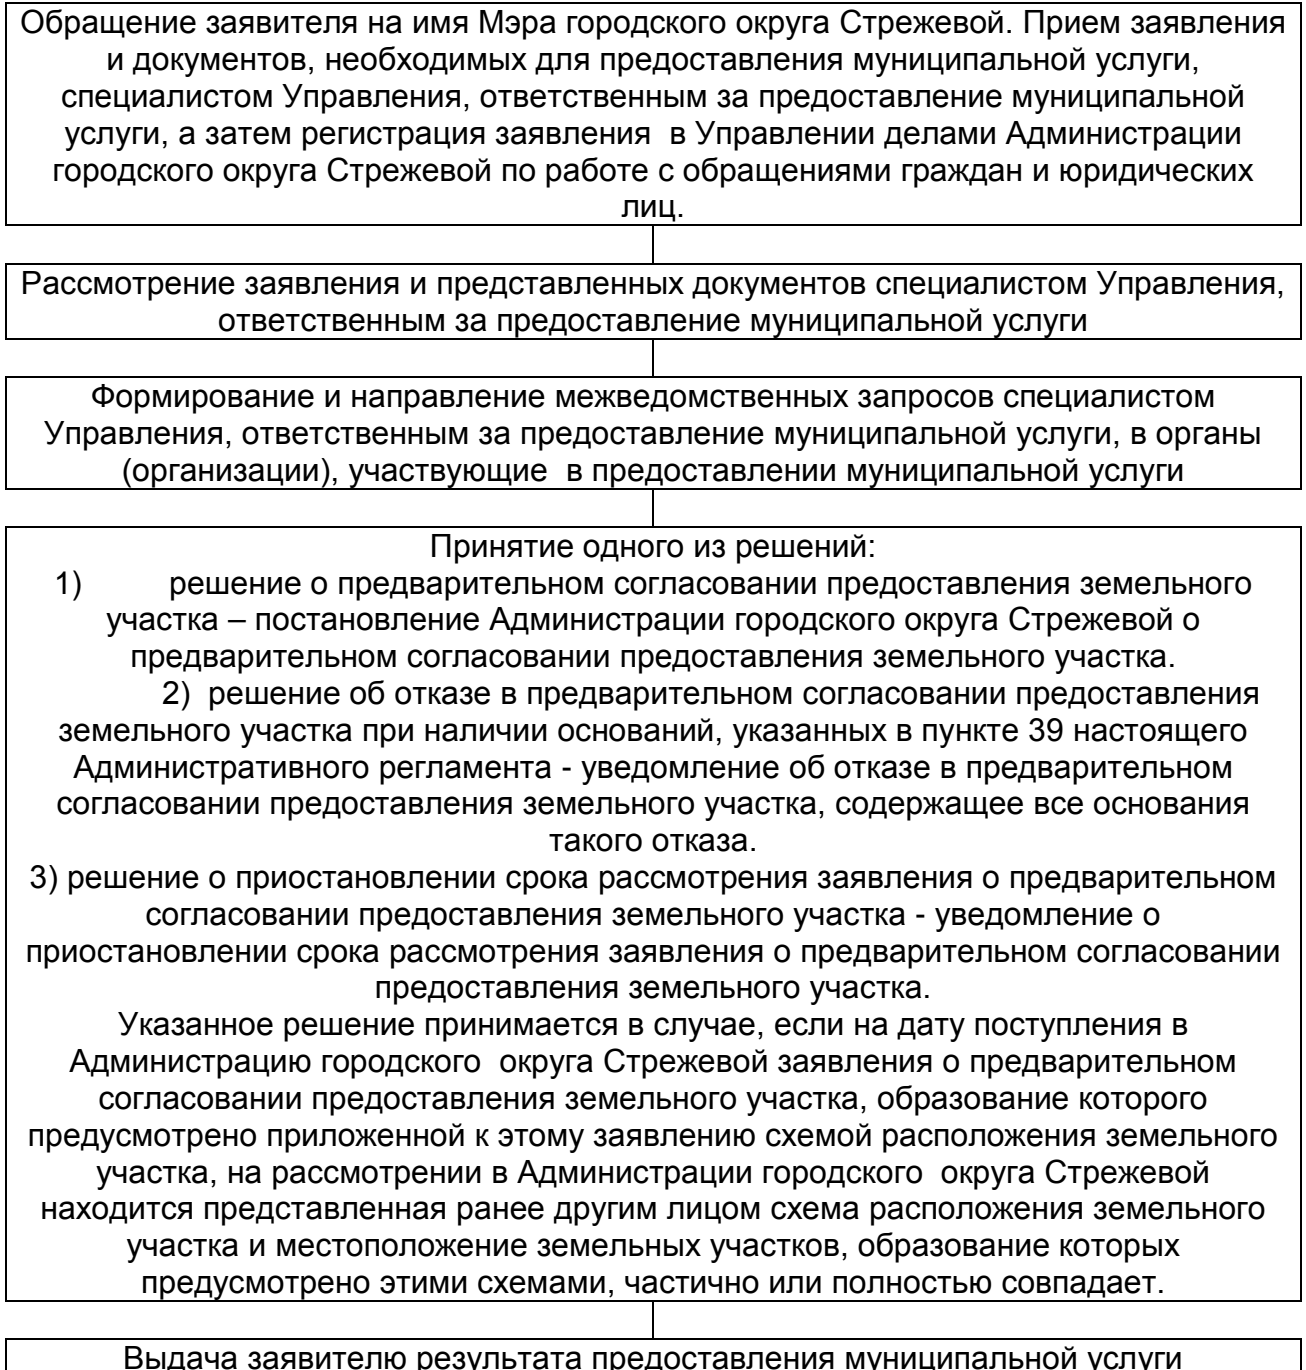 Обращение заявителя на имя Мэра городского округа Стрежевой. Прием заявления
и документов, необходимых для предоставления муниципальной услуги,
специалистом Управления, ответственным за предоставление муниципальной
услуги, а затем регистрация заявления  в Управлении делами Администрации
городского округа Стрежевой по работе с обращениями граждан и юридических
лиц.
Рассмотрение заявления и представленных документов специалистом Управления,
ответственным за предоставление муниципальной услуги
Формирование и направление межведомственных запросов специалистом
Управления, ответственным за предоставление муниципальной услуги, в органы
(организации), участвующие  в предоставлении муниципальной услуги
Принятие одного из решений:
1) решение о предварительном согласовании предоставления земельного
участка – постановление Администрации городского округа Стрежевой о
предварительном согласовании предоставления земельного участка.
2)  решение об отказе в предварительном согласовании предоставления
земельного участка при наличии оснований, указанных в пункте 39 настоящего
Административного регламента - уведомление об отказе в предварительном
согласовании предоставления земельного участка, содержащее все основания
такого отказа.
3) решение о приостановлении срока рассмотрения заявления о предварительном
согласовании предоставления земельного участка - уведомление о
приостановлении срока рассмотрения заявления о предварительном согласовании
предоставления земельного участка.
Указанное решение принимается в случае, если на дату поступления в
Администрацию городского  округа Стрежевой заявления о предварительном
согласовании предоставления земельного участка, образование которого
предусмотрено приложенной к этому заявлению схемой расположения земельного
участка, на рассмотрении в Администрации городского  округа Стрежевой
находится представленная ранее другим лицом схема расположения земельного
участка и местоположение земельных участков, образование которых
предусмотрено этими схемами, частично или полностью совпадает.
Выдача заявителю результата предоставления муниципальной услуги